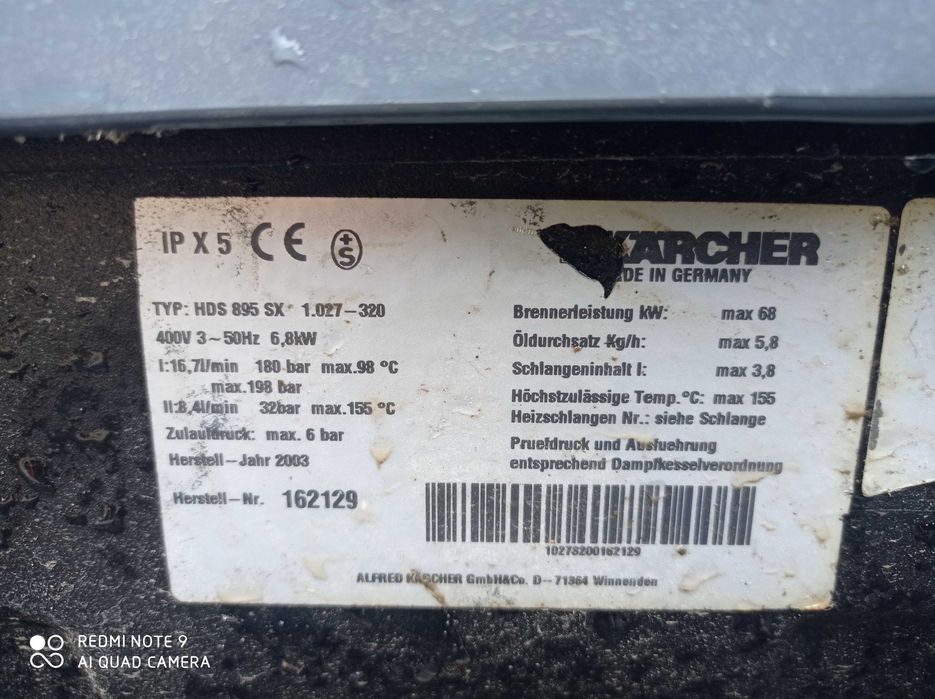 IP X 5 CE +S
KÄRCHER
DE IN GERMANY
TYP: HDS 895 SX 1.027-320
400V 3~50Hz 6,8kW
I:16,7l/min 180 bar max.98 °C
max.198 bar
II:8,4l/min 32bar max.155 °C
Zulaufdruck: max. 6 bar
Herstell-Jahr 2003
Herstell-Nr. 162129
Brennerleistung kW: max 68
Öldurchsatz Kg/h: max 5,8
Schlangeninhalt l: max 3,8
Höchstzulässige Temp.°C: max 155
Heizschlangen Nr.: siehe Schlange
Pruefdruck und Ausfuehrung
entsprechend Dampfkesselverordnung
10278200162129
ALFRED KÄRCHER GmbH&Co. D-71364 Winnenden
REDMI NOTE 9
AI QUAD CAMERA